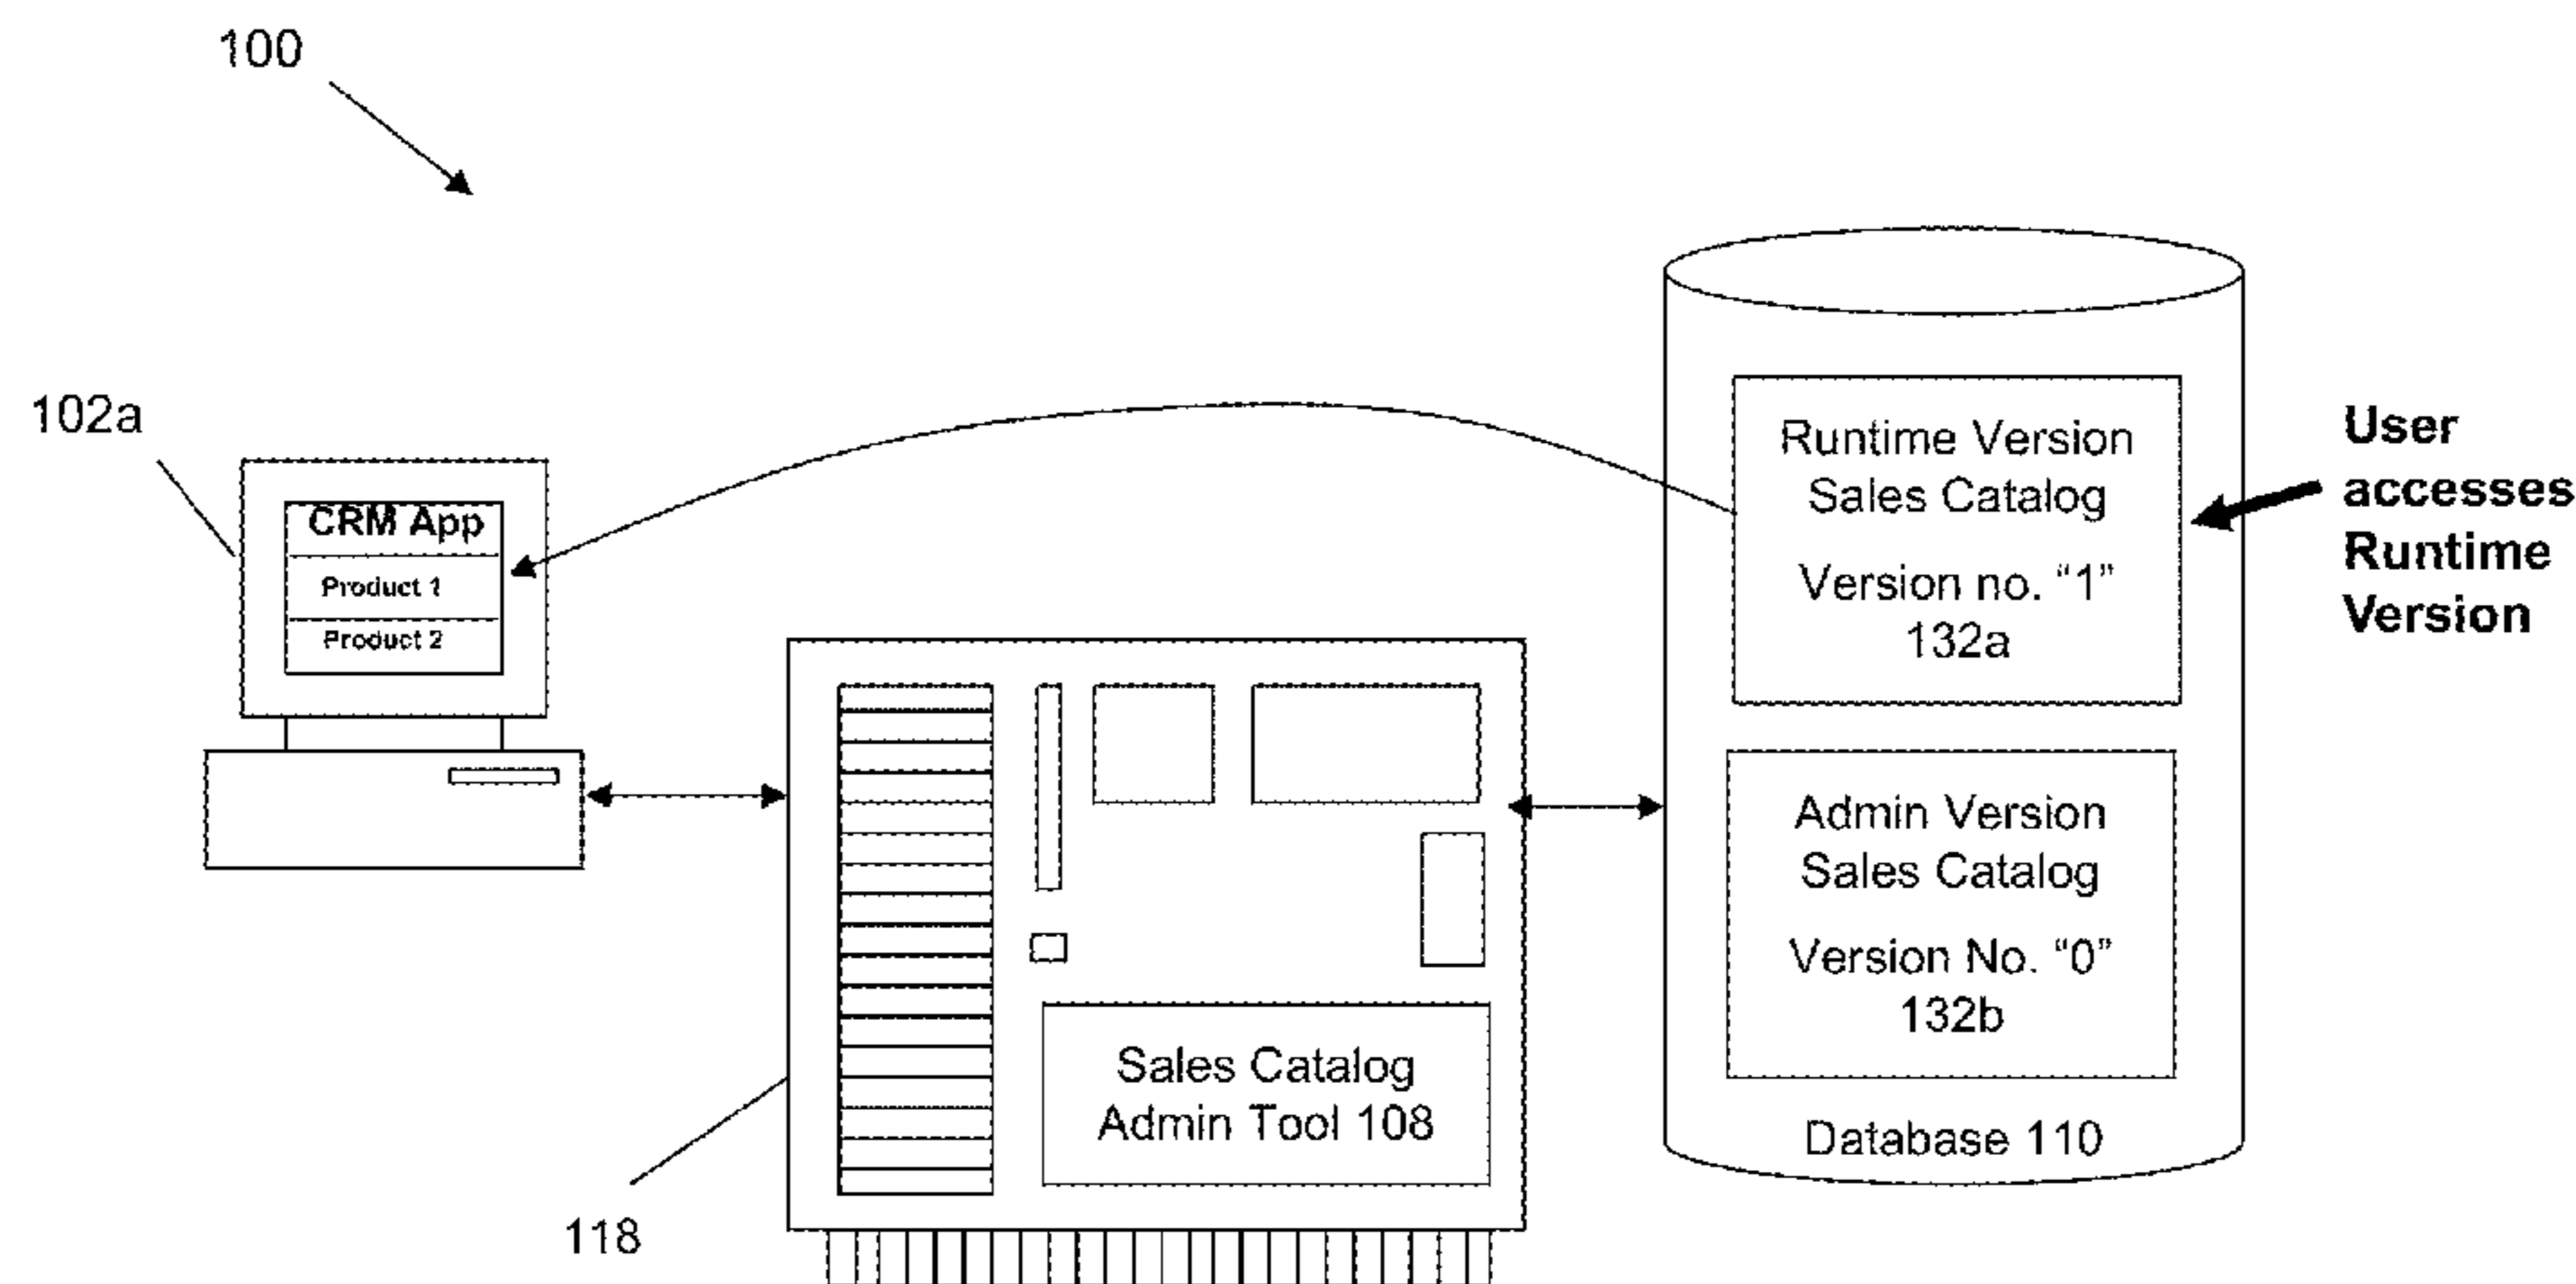 100
102a
CRM App
Product 1
Product 2
Runtime Version
Sales Catalog
Version no. “1”
132a
User
accesses
Runtime
Version
Admin Version
Sales Catalog
Version No. “0”
132b
Database 110
Sales Catalog
Admin Tool 108
118